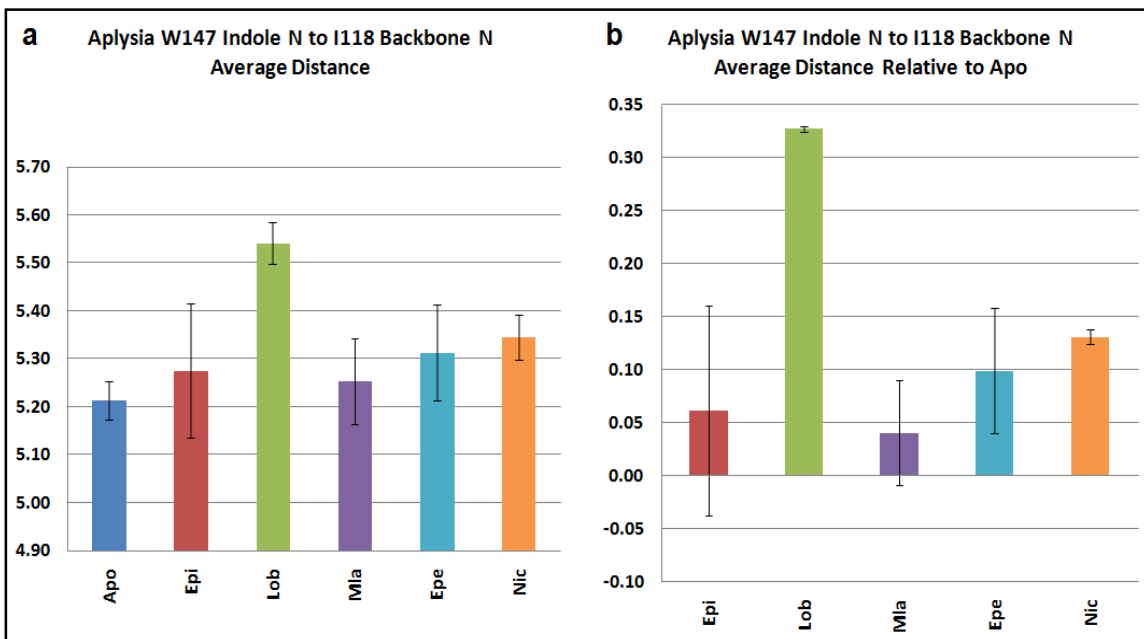 a
Aplysia W147 Indole N to I118 Backbone N
Average Distance
5.70
5.60
5.50
5.40
5.30
5.20
5.10
5.00
4.90
Apo
Epi
Lob
Mla
Epe
Nic
b
Aplysia W147 Indole N to I118 Backbone N
Average Distance Relative to Apo
0.35
0.30
0.25
0.20
0.15
0.10
0.05
0.00
-0.05
-0.10
Epi
Lob
Mla
Epe
Nic